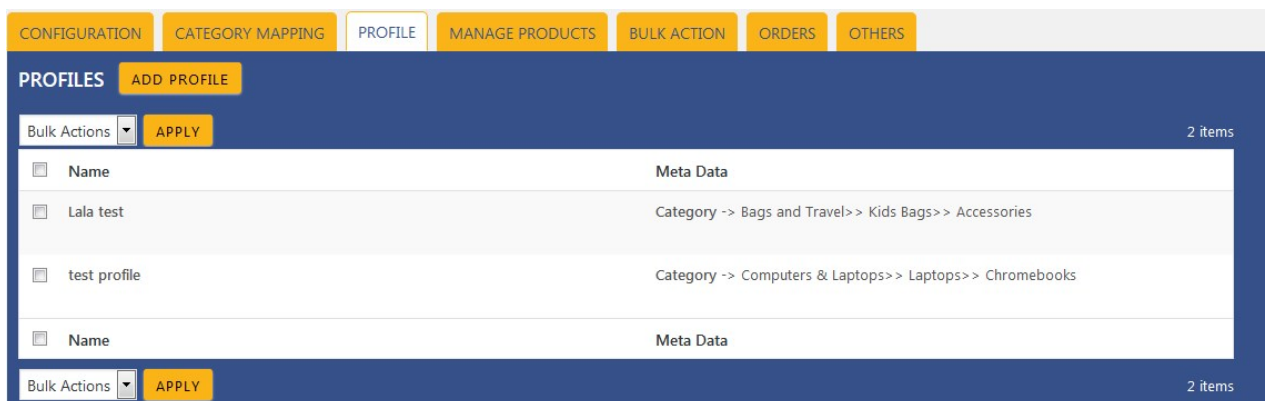 CONFIGURATION CATEGORY MAPPING PROFILE MANAGE PRODUCTS BULK ACTION ORDERS OTHERS
PROFILES ADD PROFILE
Bulk Actions APPLY 2 items
Name Meta Data
Lala test Category -> Bags and Travel>> Kids Bags>> Accessories
test profile Category -> Computers & Laptops>> Laptops>> Chromebooks
Name Meta Data
Bulk Actions APPLY 2 items